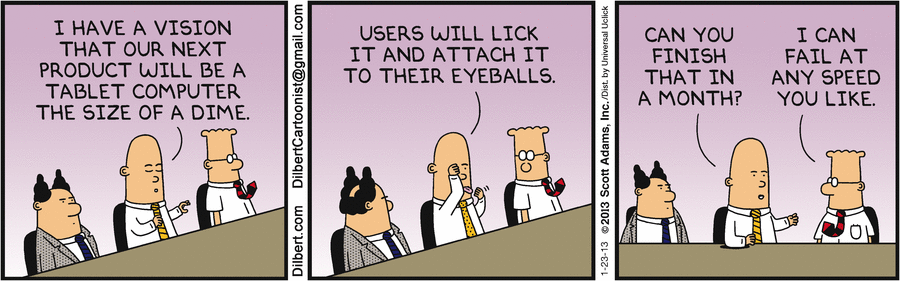 I HAVE A VISION
THAT OUR NEXT
PRODUCT WILL BE A
TABLET COMPUTER
THE SIZE OF A DIME.
Dilbert.com DilbertCartoonist@gmail.com
USERS WILL LICK
IT AND ATTACH IT
TO THEIR EYEBALLS.
1-23-13 © 2013 Scott Adams, Inc. /Dist. by Universal Uclick
CAN YOU
FINISH
THAT IN
A MONTH?
I CAN
FAIL AT
ANY SPEED
YOU LIKE.